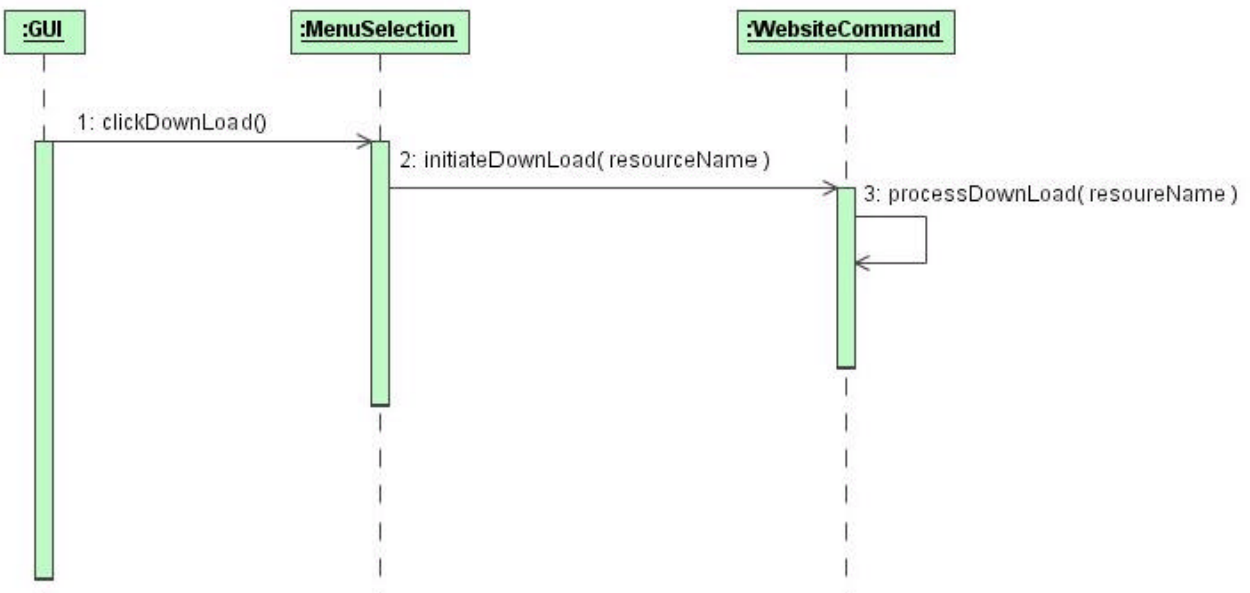 :GUI
:MenuSelection
:WebsiteCommand
1: clickDownLoad()
2: initiateDownLoad( resourceName )
3: processDownLoad( resoureName )